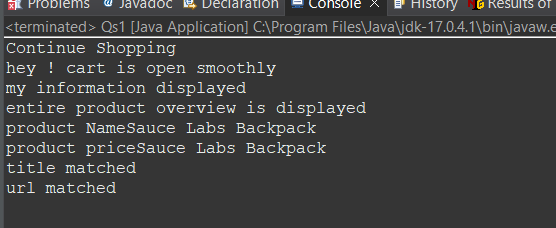 Problems @ Javadoc Declaration Console × History Results of
<terminated> Qs1 [Java Application] C:\Program Files\Java\jdk-17.0.4.1\bin\javaw.e
Continue Shopping
hey ! cart is open smoothly
my information displayed
entire product overview is displayed
product NameSauce Labs Backpack
product priceSauce Labs Backpack
title matched
url matched